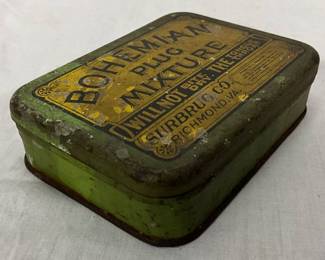 BOHEMIAN
PLUG
MIXTURE
WILL NOT BITE THE TONGUE
SURBRUG CO.
RICHMOND, VA.